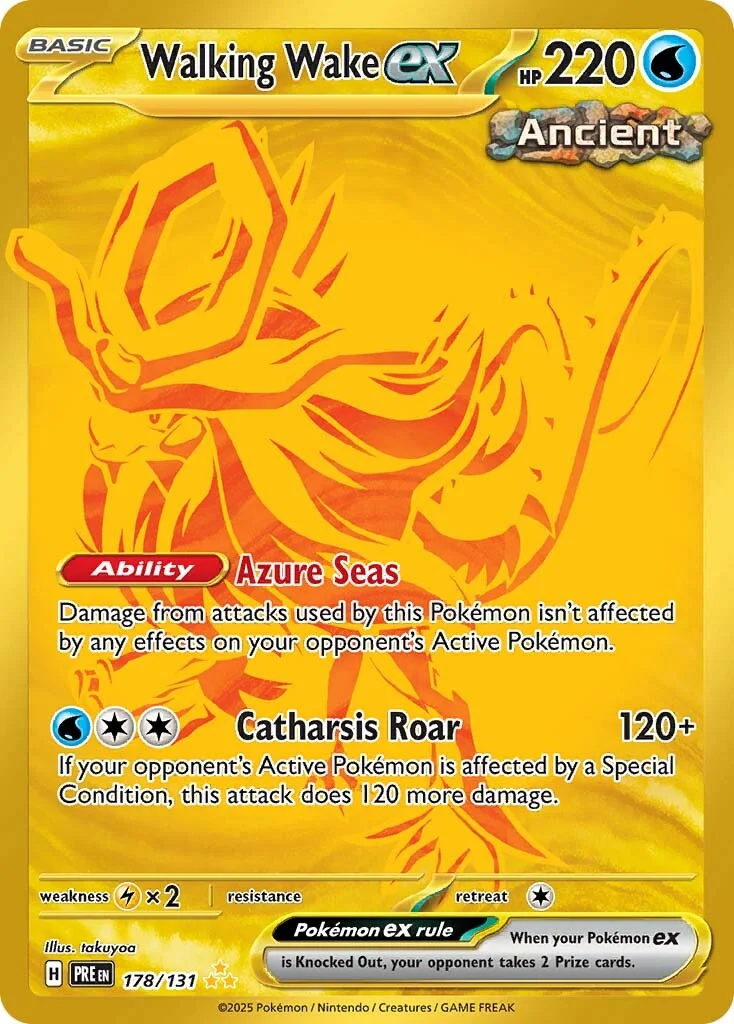 BASIC Walking Wake ex HP 220
Ancient
Ability Azure Seas
Damage from attacks used by this Pokémon isn't affected
by any effects on your opponent's Active Pokémon.
Catharsis Roar 120+
If your opponent's Active Pokémon is affected by a Special
Condition, this attack does 120 more damage.
weakness ×2 resistance retreat
Illus. takuyoa
Pokémon ex rule When your Pokémon ex
is Knocked Out, your opponent takes 2 Prize cards.
H PRE EN 178/131
©2025 Pokémon / Nintendo / Creatures / GAME FREAK